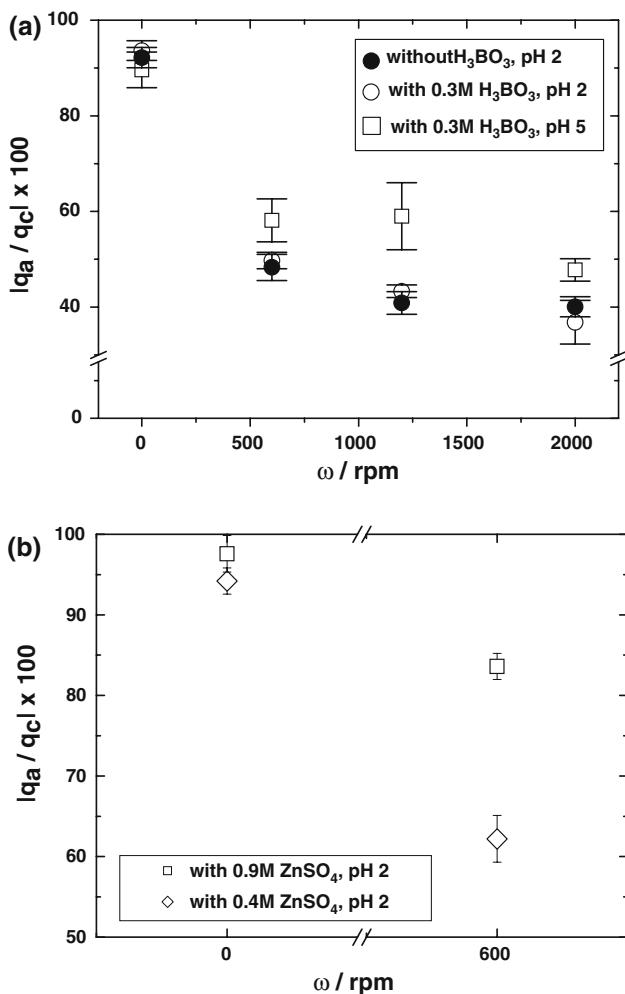 (a)
100
80
60
40
0
|qa / qc| x 100
withoutH₃BO₃, pH 2
with 0.3M H₃BO₃, pH 2
with 0.3M H₃BO₃, pH 5
0 500 1000 1500 2000
ω / rpm
(b)
100
90
80
70
60
50
|qa / qc| x 100
with 0.9M ZnSO₄, pH 2
with 0.4M ZnSO₄, pH 2
0 600
ω / rpm